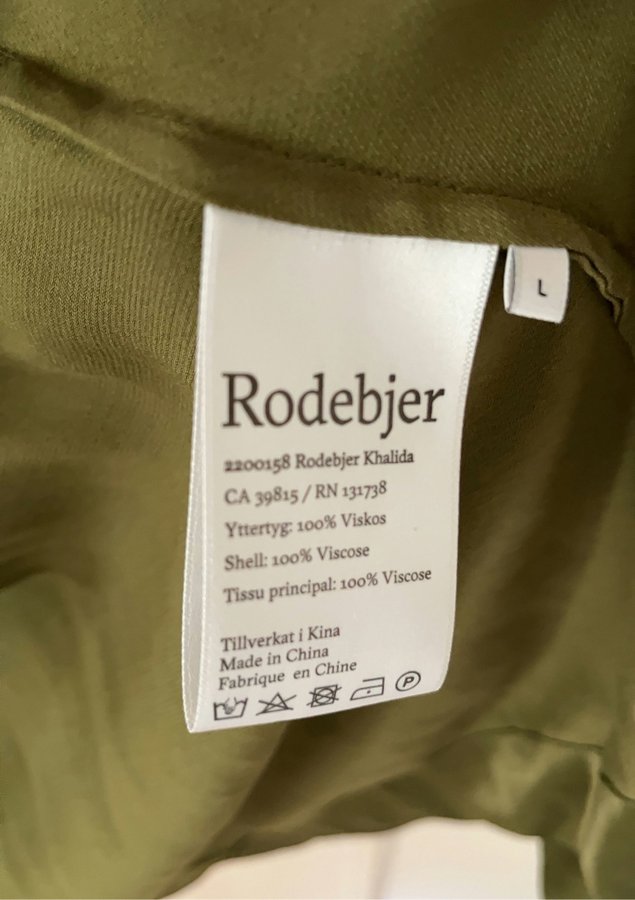 Rodebjer
2200158 Rodebjer Khalida
CA 39815 / RN 131738
Yttertyg: 100% Viskos
Shell: 100% Viscose
Tissu principal: 100% Viscose
Tillverkat i Kina
Made in China
Fabrique en Chine
P
L